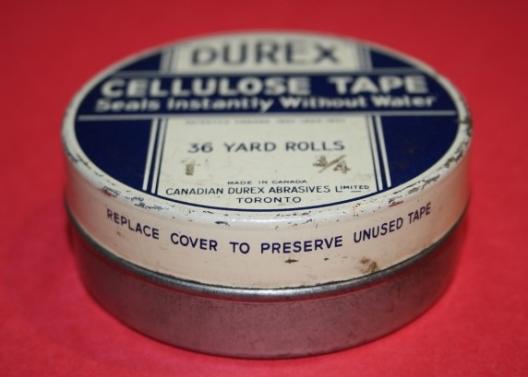 DUREX
CELLULOSE TAPE
Seals Instantly Without Water
36 YARD ROLLS
3/4
MADE IN CANADA
CANADIAN DUREX ABRASIVES LIMITED
TORONTO
REPLACE COVER TO PRESERVE UNUSED TAPE